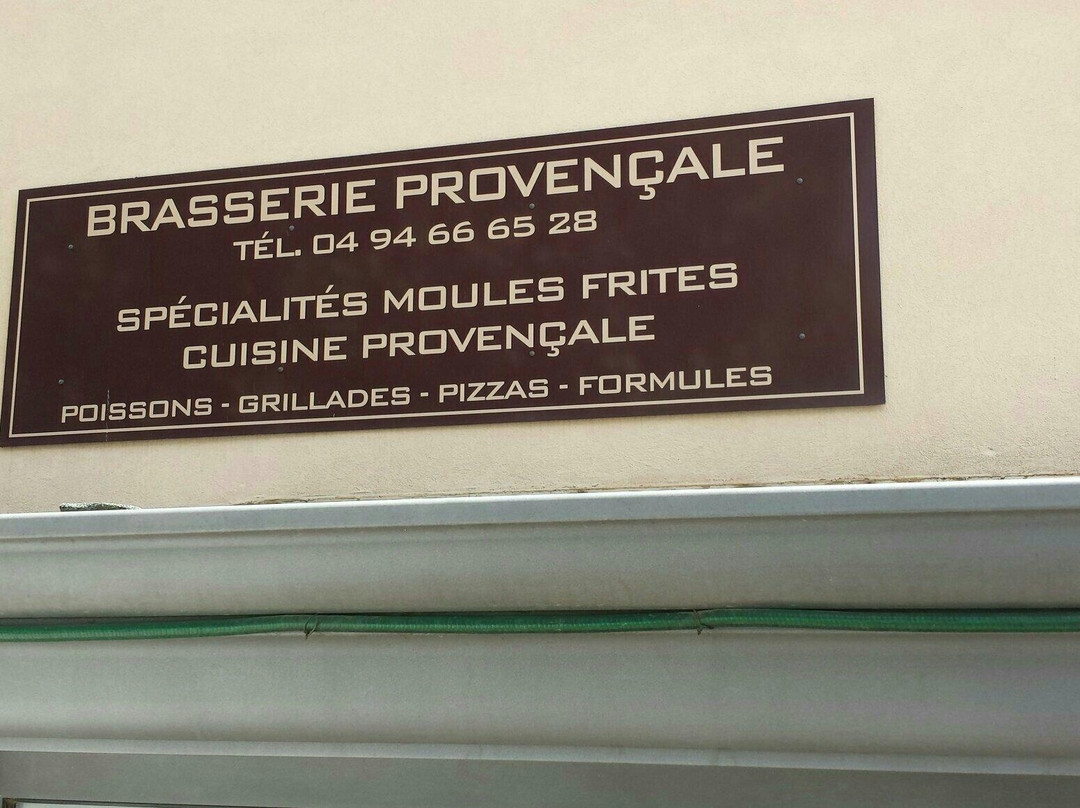 BRASSERIE PROVENÇALE
TÉL. 04 94 66 65 28
SPÉCIALITÉS MOULES FRITES
CUISINE PROVENÇALE
POISSONS - GRILLADES - PIZZAS - FORMULES